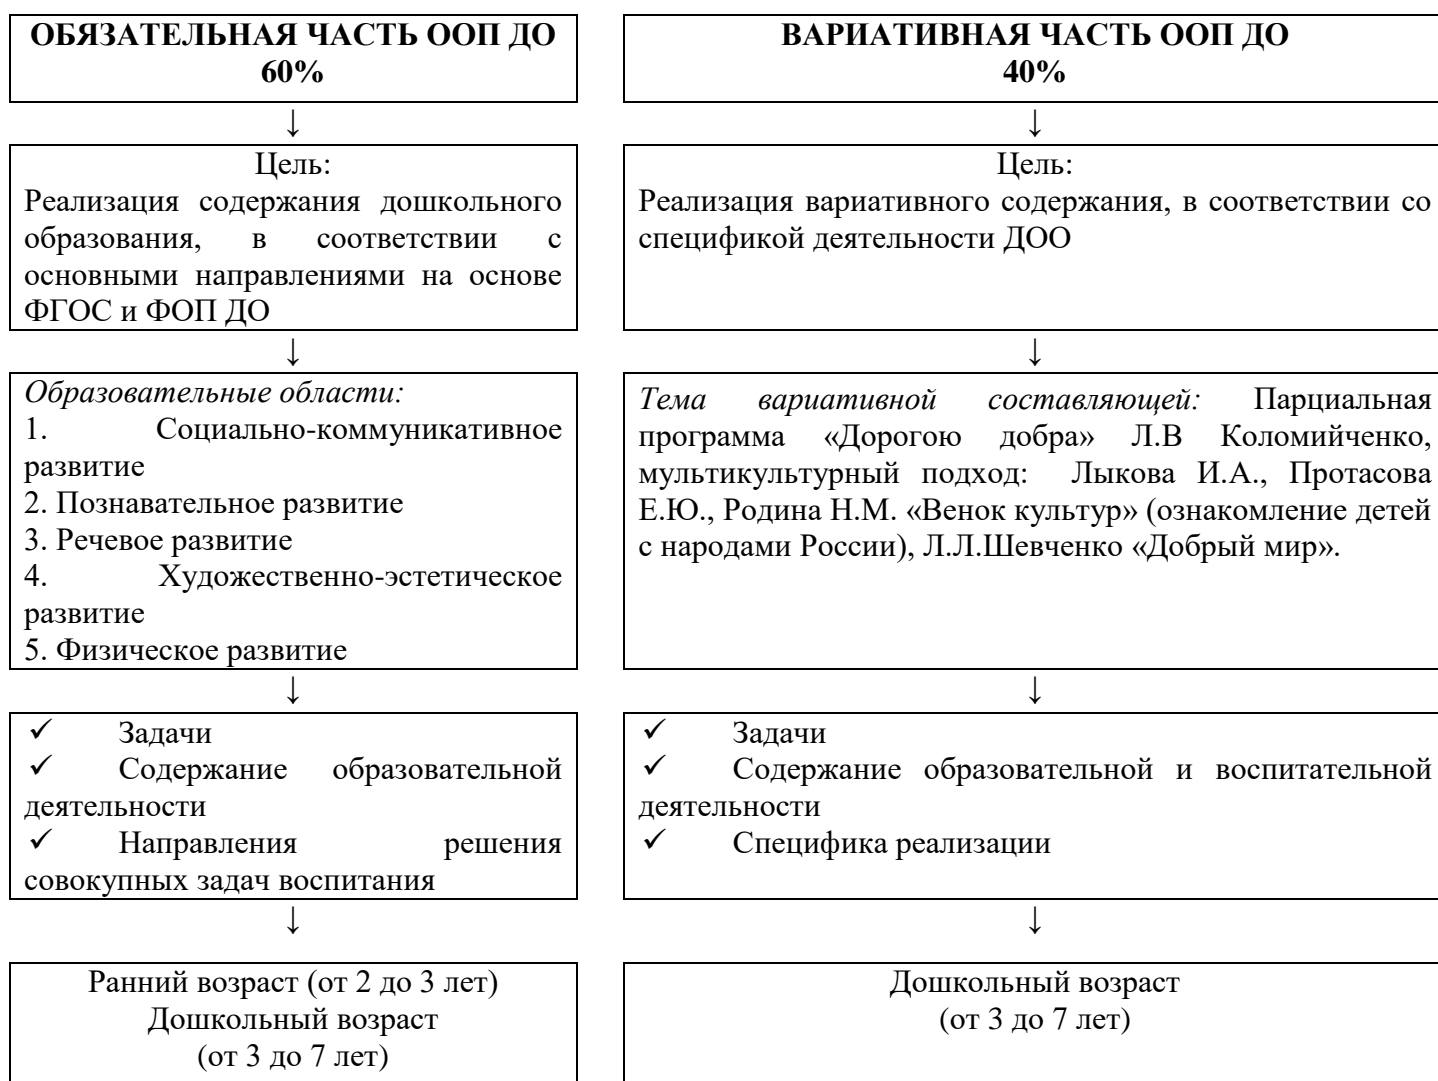 ОБЯЗАТЕЛЬНАЯ ЧАСТЬ ООП ДО
60%
↓
Цель:
Реализация содержания дошкольного
образования, в соответствии с
основными направлениями на основе
ФГОС и ФОП ДО
↓
Образовательные области:
1. Социально-коммуникативное
развитие
2. Познавательное развитие
3. Речевое развитие
4. Художественно-эстетическое
развитие
5. Физическое развитие
↓
✓ Задачи
✓ Содержание образовательной
деятельности
✓ Направления решения
совокупных задач воспитания
↓
Ранний возраст (от 2 до 3 лет)
Дошкольный возраст
(от 3 до 7 лет)
ВАРИАТИВНАЯ ЧАСТЬ ООП ДО
40%
↓
Цель:
Реализация вариативного содержания, в соответствии со
спецификой деятельности ДОО
↓
Тема вариативной составляющей: Парциальная
программа «Дорогою добра» Л.В Коломийченко,
мультикультурный подход: Лыкова И.А., Протасова
Е.Ю., Родина Н.М. «Венок культур» (ознакомление детей
с народами России), Л.Л.Шевченко «Добрый мир».
↓
✓ Задачи
✓ Содержание образовательной и воспитательной
деятельности
✓ Специфика реализации
↓
Дошкольный возраст
(от 3 до 7 лет)